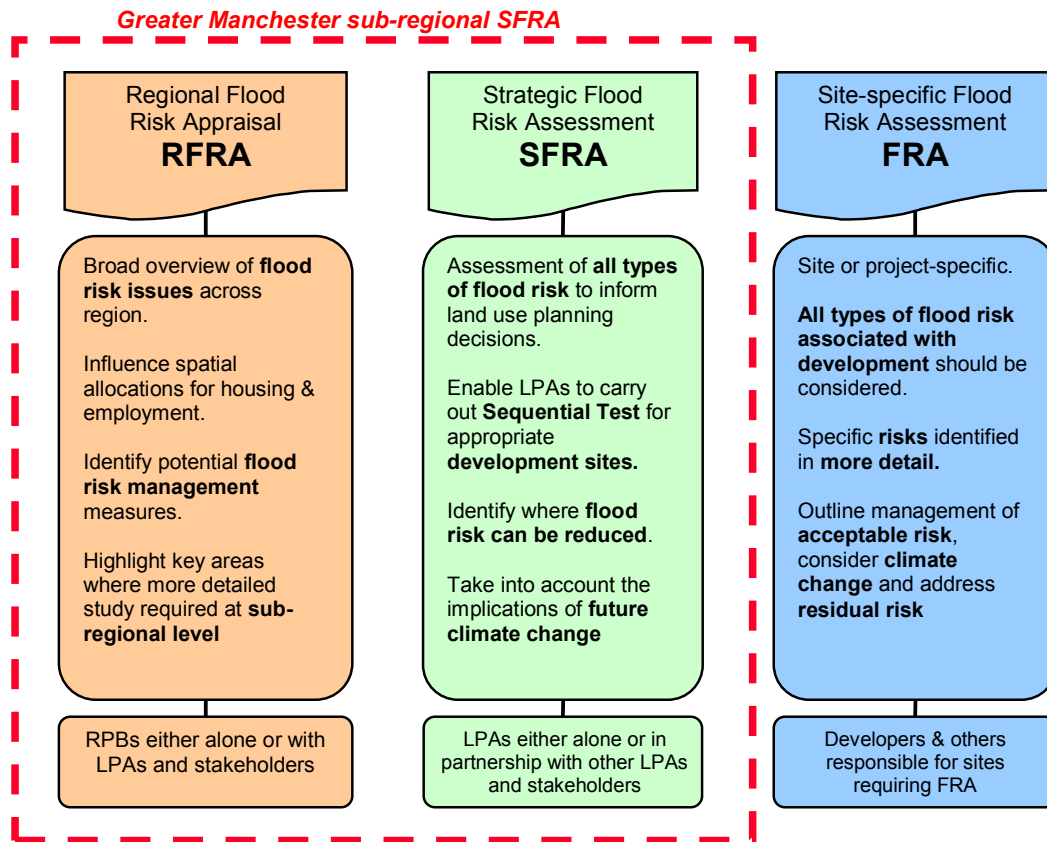 Greater Manchester sub-regional SFRA
Regional Flood
Risk Appraisal
RFRA
Broad overview of flood
risk issues across
region.
Influence spatial
allocations for housing &
employment.
Identify potential flood
risk management
measures.
Highlight key areas
where more detailed
study required at sub-
regional level
RPBs either alone or with
LPAs and stakeholders
Strategic Flood
Risk Assessment
SFRA
Assessment of all types
of flood risk to inform
land use planning
decisions.
Enable LPAs to carry
out Sequential Test for
appropriate
development sites.
Identify where flood
risk can be reduced.
Take into account the
implications of future
climate change
LPAs either alone or in
partnership with other LPAs
and stakeholders
Site-specific Flood
Risk Assessment
FRA
Site or project-specific.
All types of flood risk
associated with
development should be
considered.
Specific risks identified
in more detail.
Outline management of
acceptable risk,
consider climate
change and address
residual risk
Developers & others
responsible for sites
requiring FRA